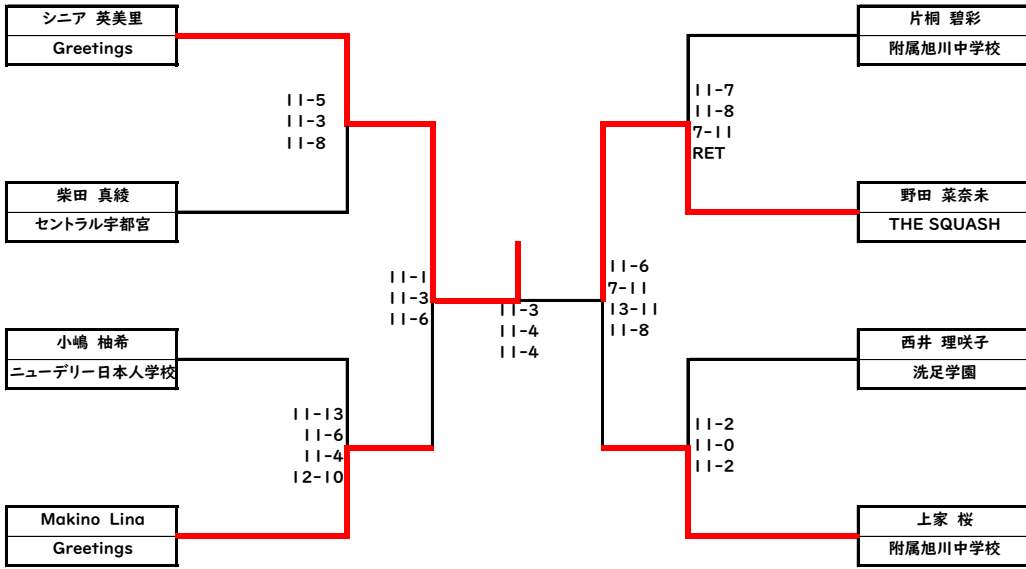 シニア 英美里
Greetings
11-5
11-3
11-8
柴田 真綾
セントラル宇都宮
11-1
11-3
11-6
小嶋 柚希
ニューデリー日本人学校
11-13
11-6
11-4
12-10
Makino Lina
Greetings
11-3
11-4
11-4
片桐 碧彩
附属旭川中学校
11-7
11-8
7-11
RET
野田 菜奈未
THE SQUASH
11-6
7-11
13-11
11-8
西井 理咲子
洗足学園
11-2
11-0
11-2
上家 桜
附属旭川中学校